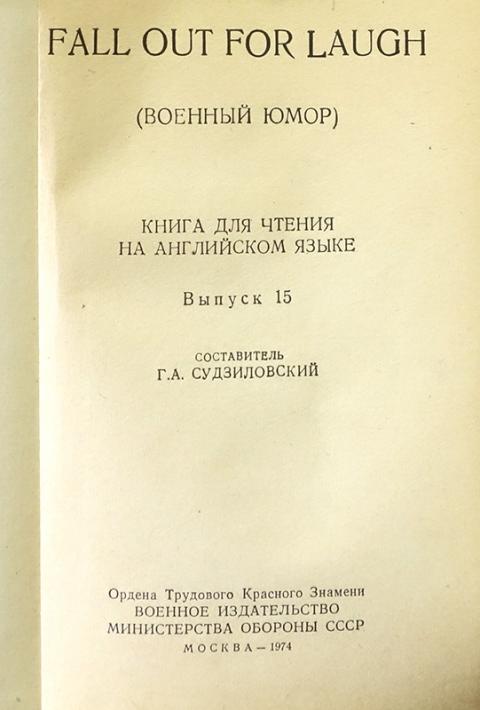 FALL OUT FOR LAUGH
(ВОЕННЫЙ ЮМОР)
КНИГА ДЛЯ ЧТЕНИЯ
НА АНГЛИЙСКОМ ЯЗЫКЕ
Выпуск 15
СОСТАВИТЕЛЬ
Г.А. СУДЗИЛОВСКИЙ
Ордена Трудового Красного Знамени
ВОЕННОЕ ИЗДАТЕЛЬСТВО
МИНИСТЕРСТВА ОБОРОНЫ СССР
МОСКВА — 1974